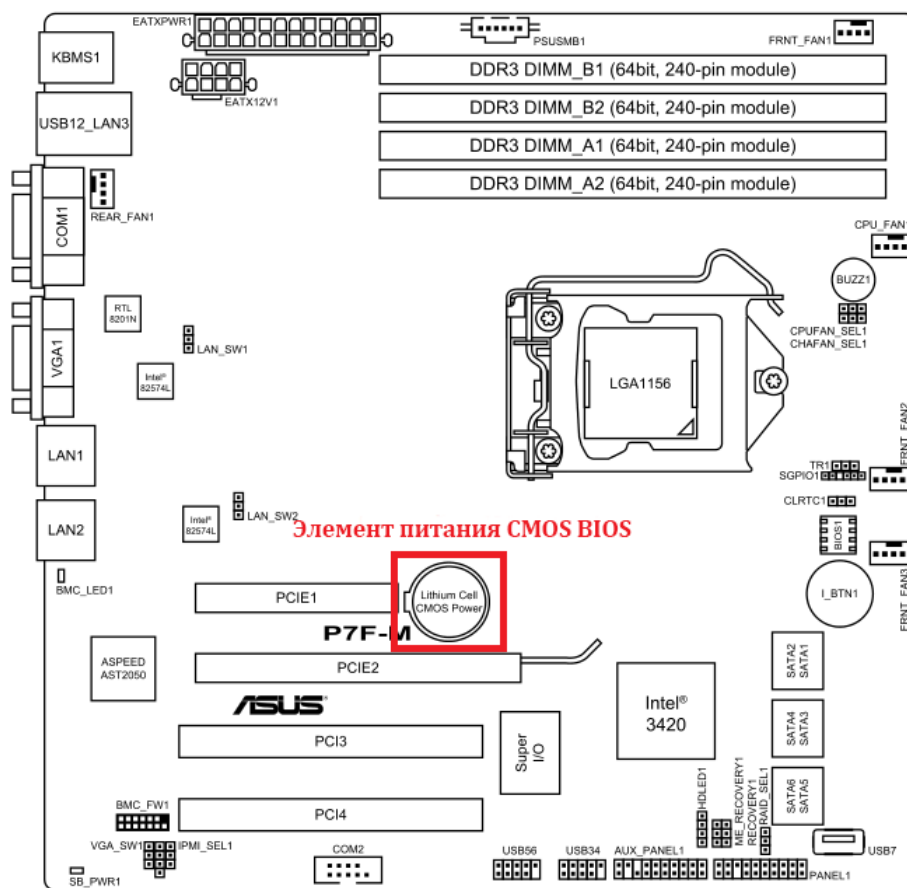 EATXPWR1
PSUSMB1
FRNT_FAN1
KBMS1
EATX12V1
DDR3 DIMM_B1 (64bit, 240-pin module)
USB12_LAN3
DDR3 DIMM_B2 (64bit, 240-pin module)
DDR3 DIMM_A1 (64bit, 240-pin module)
DDR3 DIMM_A2 (64bit, 240-pin module)
COM1
REAR_FAN1
CPU_FAN1
BUZZ1
RTL
8201N
CPUFAN_SEL1
CHAFAN_SEL1
VGA1
LAN_SW1
Intel®
82574L
LGA1156
FRNT_FAN2
LAN1
TR1
SGPIO1
CLRTC1
LAN2
Intel®
82574L
LAN_SW2
Элемент питания CMOS BIOS
BIOS1
BMC_LED1
PCIE1
Lithium Cell
CMOS Power
I_BTN1
FRNT_FAN3
P7F-M
ASPEED
AST2050
PCIE2
SATA2
SATA1
ASUS
Intel®
3420
PCI3
Super
I/O
SATA4
SATA3
HDLED1
ME_RECOVERY1
RECOVERY1
RAID_SEL1
SATA6
SATA5
BMC_FW1
PCI4
VGA_SW1
IPMI_SEL1
COM2
USB56
USB34
AUX_PANEL1
USB7
SB_PWR1
PANEL1